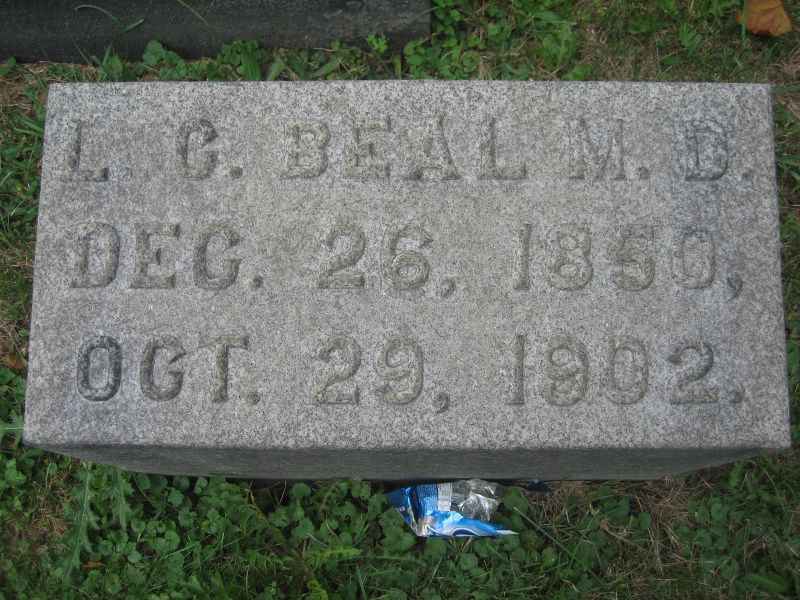 L. C. BEAL M. D.
DEC. 26, 1850,
OCT. 29, 1902.